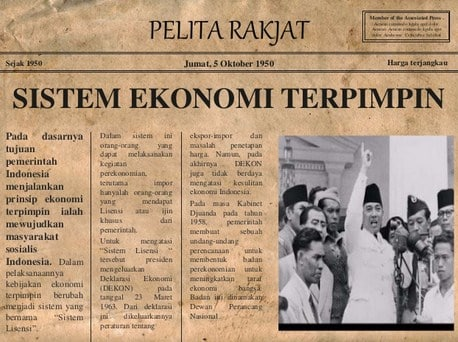 PELITA RAKJAT
Member of the Associated Press .
Sejak 1950
Jumat, 5 Oktober 1950
Harga terjangkau
SISTEM EKONOMI TERPIMPIN
Pada dasarnya
tujuan
pemerintah
Indonesia
menjalankan
prinsip ekonomi
terpimpin ialah
mewujudkan
masyarakat
sosialis
Indonesia. Dalam
pelaksanaannya
kebijakan ekonomi
terpimpin berubah
menjadi sistem yang
bernama "Sistem
Lisensi".
Dalam sistem ini
orang-orang yang
dapat melaksanakan
kegiatan
perekonomian,
terutama impor
hanyalah orang-orang
yang mendapat
Lisensi atau ijin
khusus dari
pemerintah.
Untuk mengatasi
"Sistem Lisensi "
tersebut presiden
mengeluarkan
Deklarasi Ekonomi
(DEKON) pada
tanggal 23 Maret
1963. Dari deklarasi
ini dikeluarkannya
peraturan tentang
ekspor-impor dan
masalah penetapan
harga. Namun, pada
akhirnya DEKON
juga tidak berdaya
mengatasi kesulitan
ekonomi Indonesia.
Pada masa Kabinet
Djuanda pada tahun
1958, pemerintah
membuat sebuah
undang-undang
perencanaan untuk
membentuk badan
perekonomian untuk
meningkatkan taraf
ekonomi bangsa.
Badan ini dinamakan
Dewan Perancang
Nasional